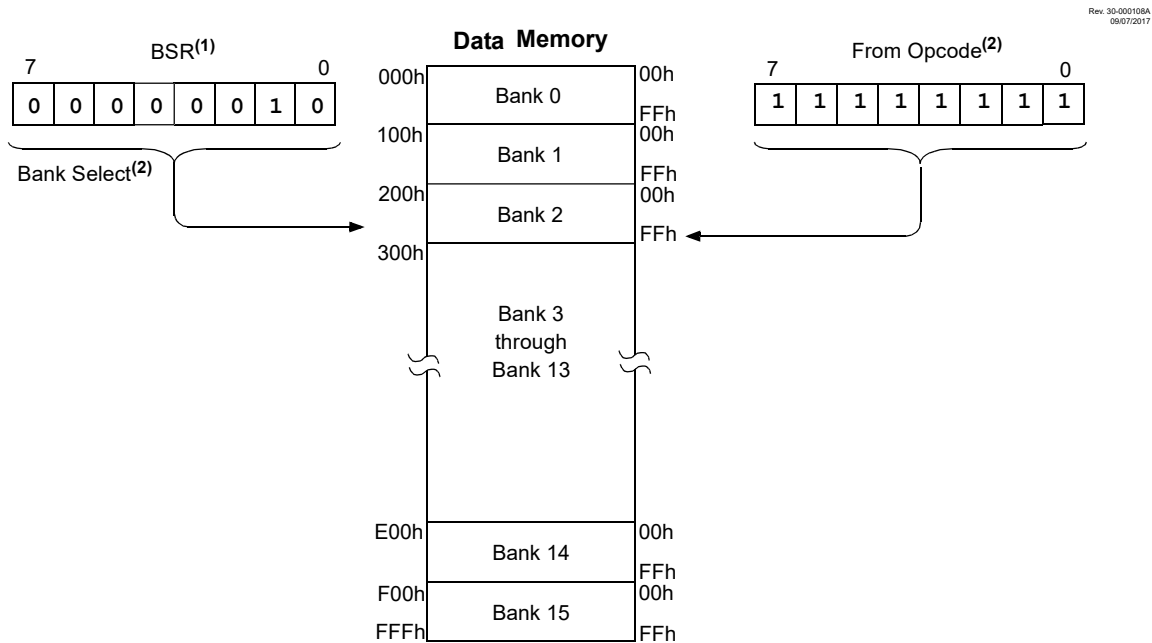 Rev. 30-000108A
09/07/2017
BSR(1)
7 0
0 0 0 0 0 0 1 0
Bank Select(2)
Data Memory
000h Bank 0 00h
FFh
100h Bank 1 00h
FFh
200h Bank 2 00h
FFh
300h
Bank 3
through
Bank 13
E00h Bank 14 00h
FFh
F00h Bank 15 00h
FFFh FFh
From Opcode(2)
7 0
1 1 1 1 1 1 1 1